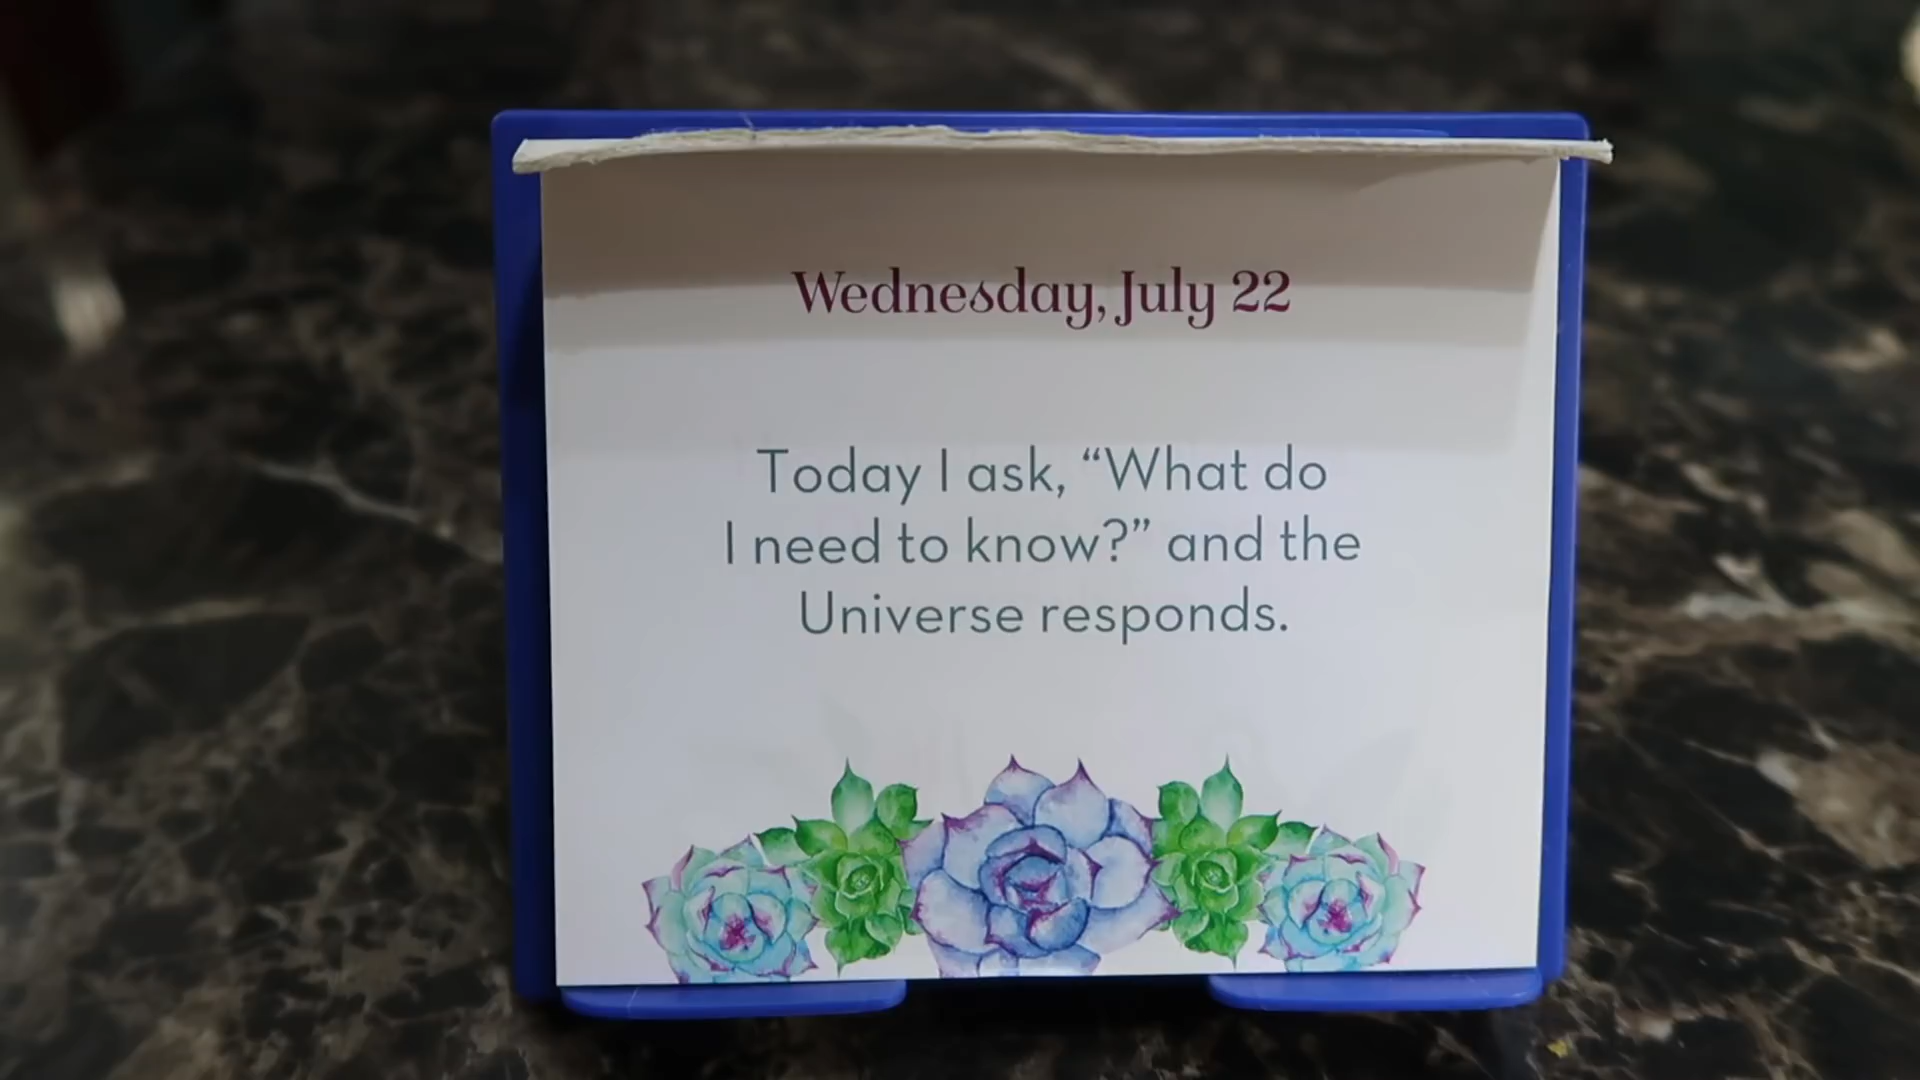 Wednesday, July 22
Today I ask, “What do
I need to know?” and the
Universe responds.